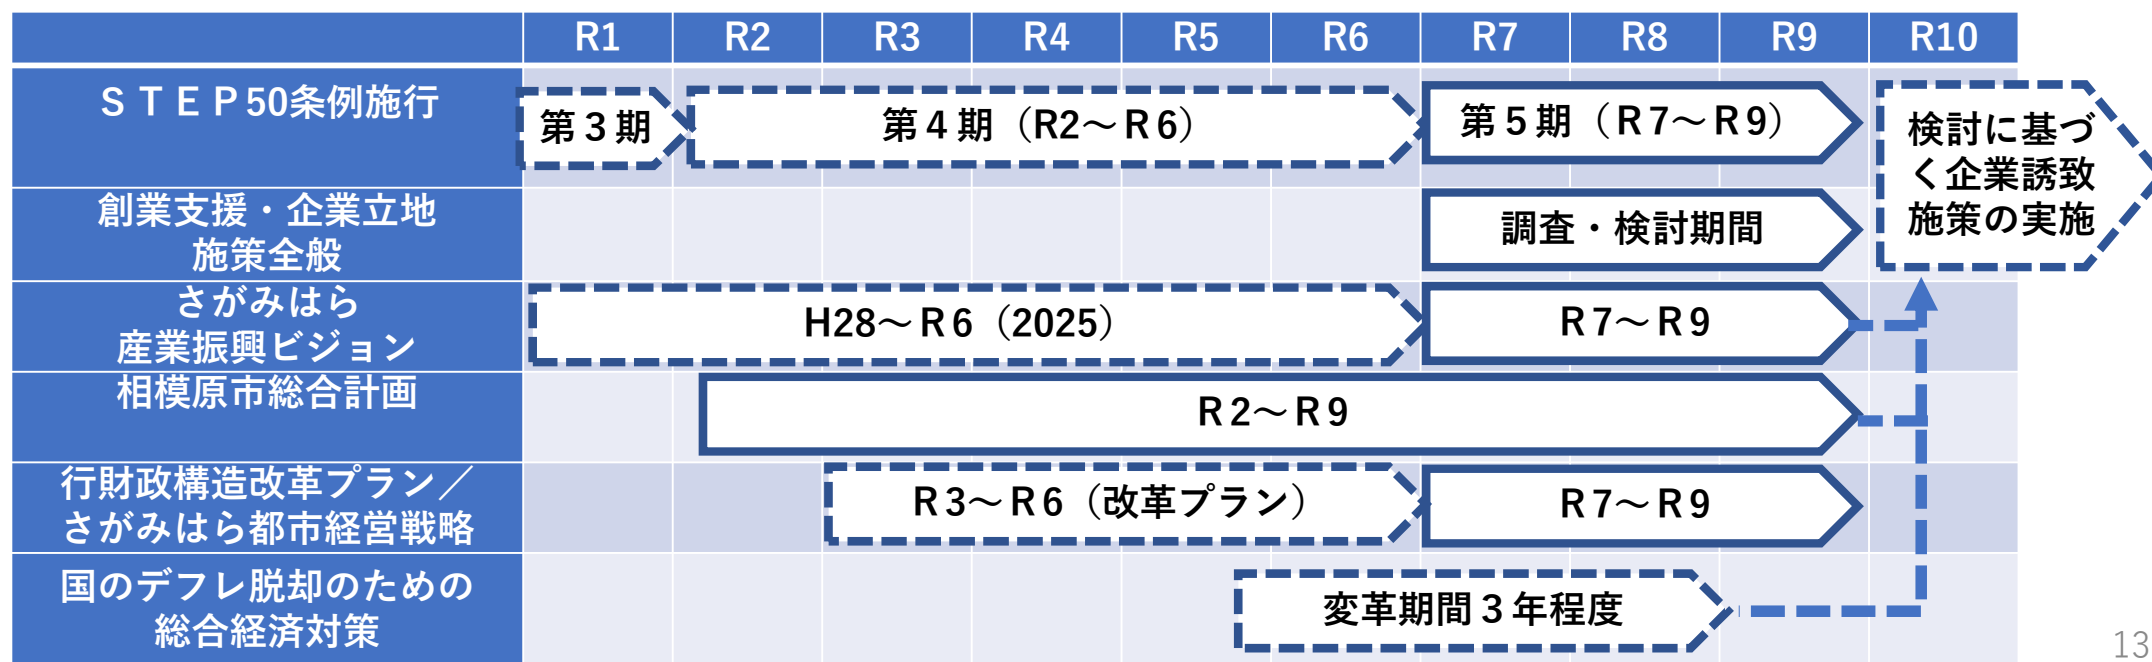 R1 R2 R3 R4 R5 R6 R7 R8 R9 R10
ＳＴＥＰ50条例施行
第３期
第４期（R2～Ｒ6）
第５期（Ｒ7～Ｒ9）
検討に基づ
く企業誘致
施策の実施
創業支援・企業立地
施策全般
調査・検討期間
さがみはら
産業振興ビジョン
H28～Ｒ6（2025）
Ｒ7～Ｒ9
相模原市総合計画
Ｒ2～Ｒ9
行財政構造改革プラン／
さがみはら都市経営戦略
Ｒ3～Ｒ6（改革プラン）
Ｒ7～Ｒ9
国のデフレ脱却のための
総合経済対策
変革期間３年程度
13